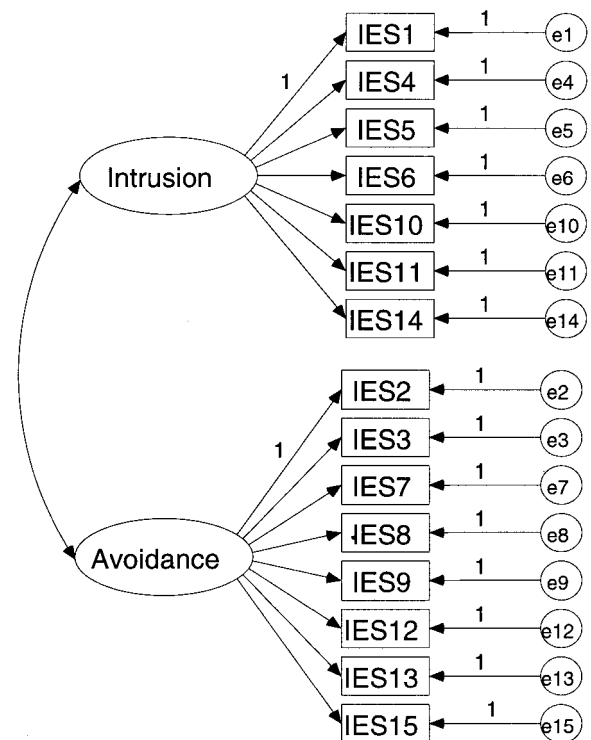 IES1 1 e1
1 IES4 1 e4
IES5 1 e5
Intrusion IES6 1 e6
IES10 1 e10
IES11 1 e11
IES14 1 e14
IES2 1 e2
1 IES3 1 e3
IES7 1 e7
IES8 1 e8
Avoidance IES9 1 e9
IES12 1 e12
IES13 1 e13
IES15 1 e15